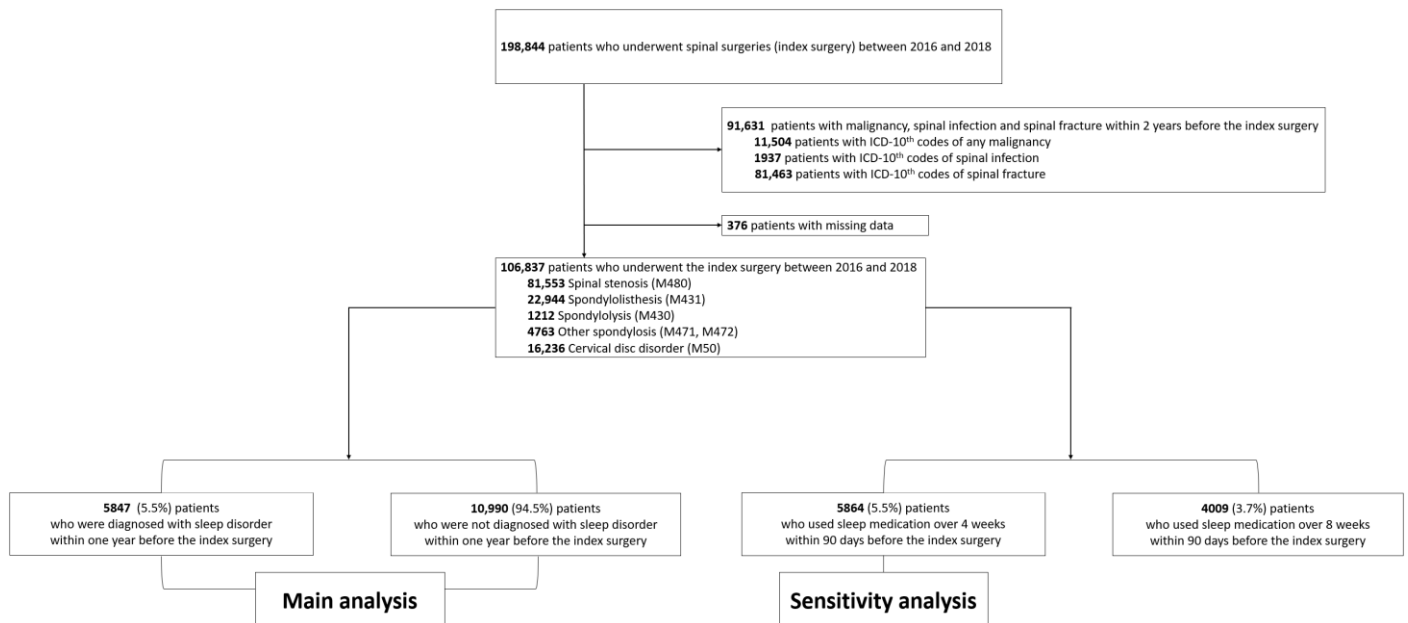 198,844 patients who underwent spinal surgeries (index surgery) between 2016 and 2018
91,631 patients with malignancy, spinal infection and spinal fracture within 2 years before the index surgery
11,504 patients with ICD-10th codes of any malignancy
1937 patients with ICD-10th codes of spinal infection
81,463 patients with ICD-10th codes of spinal fracture
376 patients with missing data
106,837 patients who underwent the index surgery between 2016 and 2018
81,553 Spinal stenosis (M480)
22,944 Spondylolisthesis (M431)
1212 Spondylolysis (M430)
4763 Other spondylosis (M471, M472)
16,236 Cervical disc disorder (M50)
5847 (5.5%) patients
who were diagnosed with sleep disorder
within one year before the index surgery
10,990 (94.5%) patients
who were not diagnosed with sleep disorder
within one year before the index surgery
5864 (5.5%) patients
who used sleep medication over 4 weeks
within 90 days before the index surgery
4009 (3.7%) patients
who used sleep medication over 8 weeks
within 90 days before the index surgery
Main analysis
Sensitivity analysis